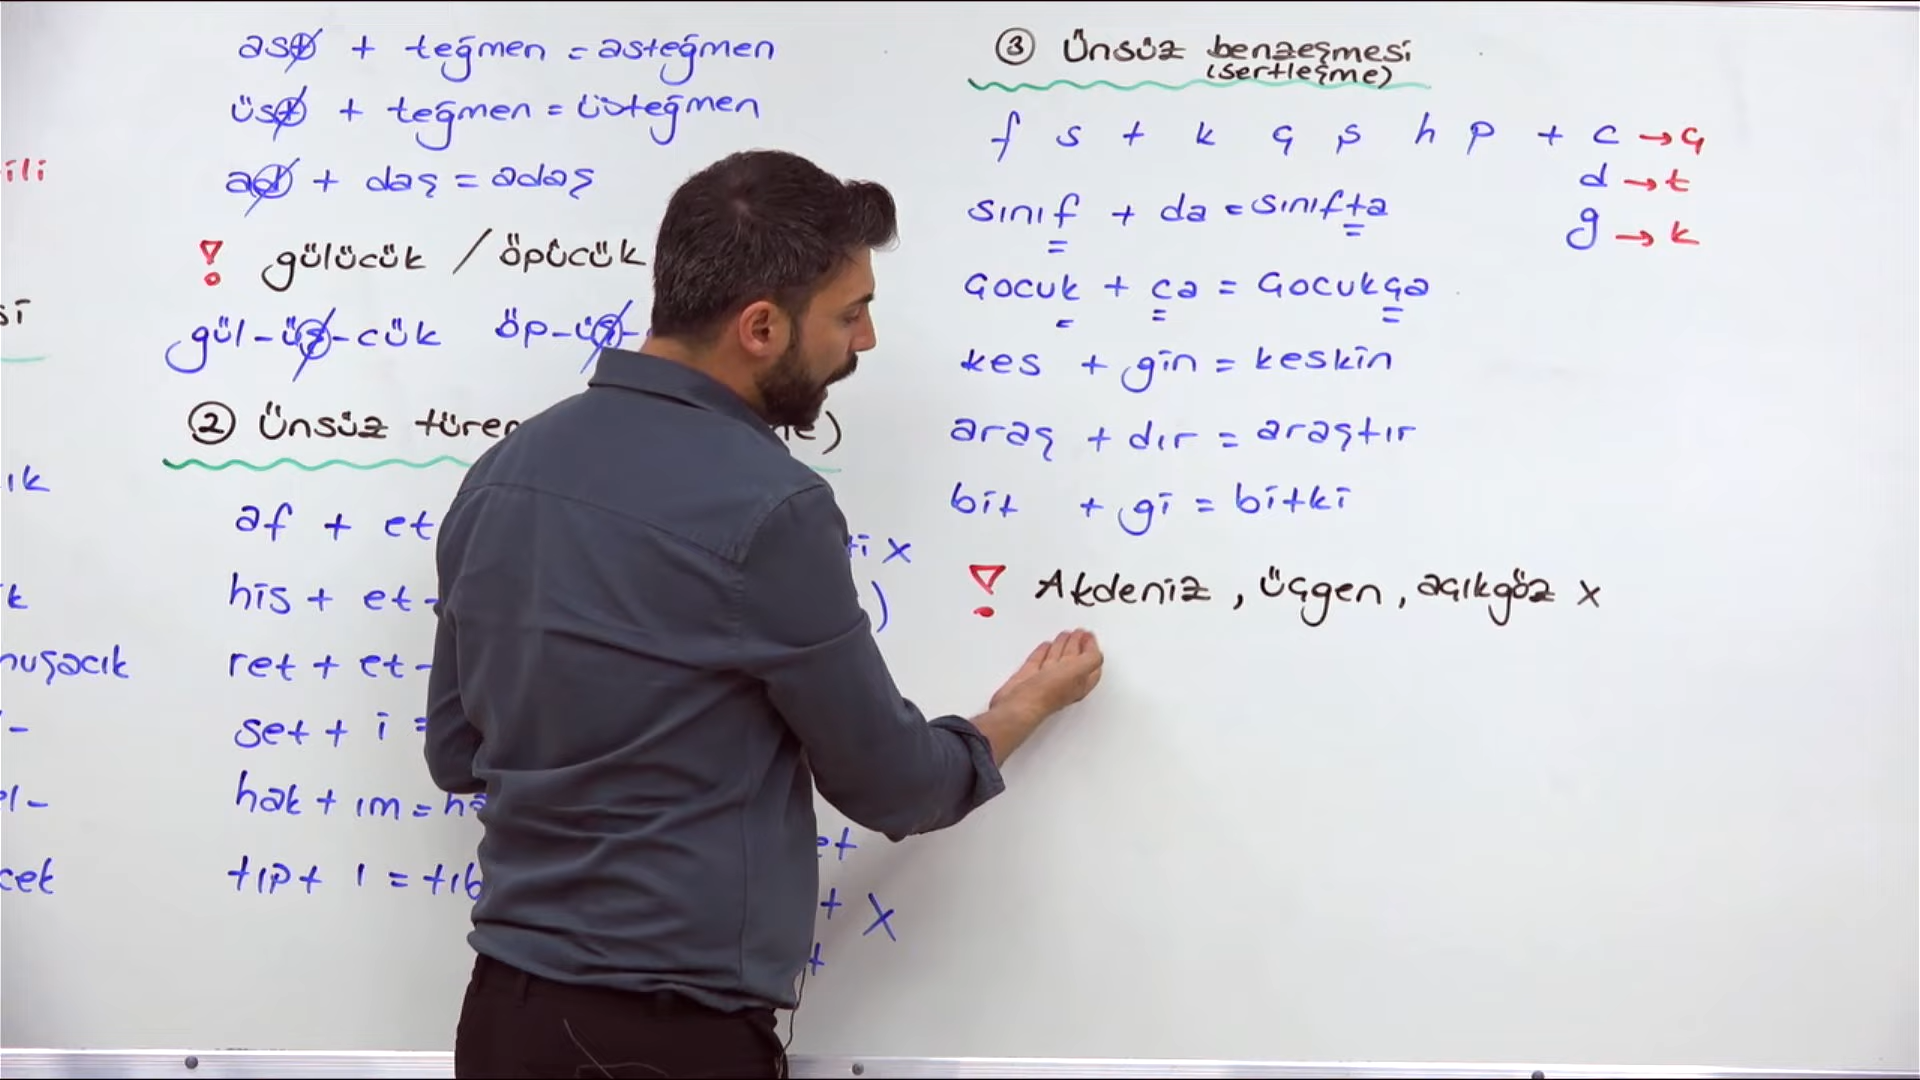 ast + teğmen = asteğmen
üst + teğmen = üsteğmen
ad + daş = adaş
! gülücük / öpücük
gül-üş-cük öp-üş-
② Ünsüz türe
af + et
his + et-
ret + et-
set + i =
hak + ım = ha
tıp + ı = tıb
③ Ünsüz benzeşmesi
(sertleşme)
f s t k ç ş h p + c → ç
d → t
g → k
sınıf + da = sınıfta
Çocuk + ca = Çocukça
kes + gin = keskin
araş + dır = araştır
bit + gi = bitki
! Akdeniz, üçgen, açıkgöz x